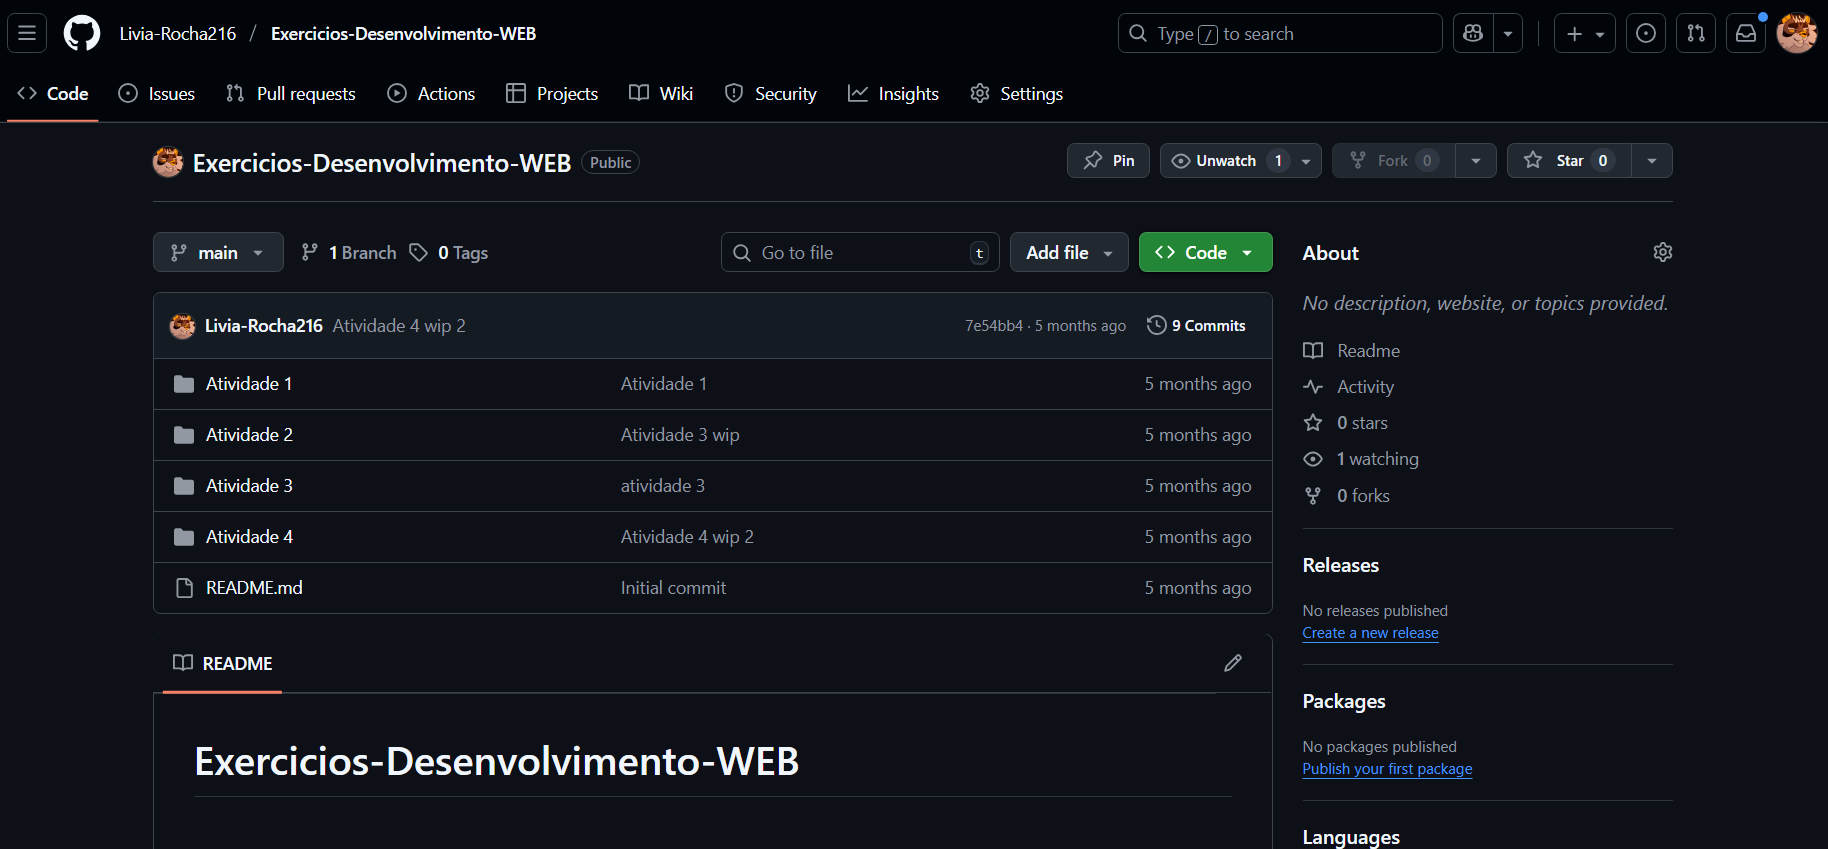 Livia-Rocha216 / Exercicios-Desenvolvimento-WEB
Type / to search
Code Issues Pull requests Actions Projects Wiki Security Insights Settings
Exercicios-Desenvolvimento-WEB Public
Pin Unwatch 1 Fork 0 Star 0
main 1 Branch 0 Tags
Go to file t
Add file Code
Livia-Rocha216 Atividade 4 wip 2 7e54bb4 · 5 months ago 9 Commits
Atividade 1 Atividade 1 5 months ago
Atividade 2 Atividade 3 wip 5 months ago
Atividade 3 atividade 3 5 months ago
Atividade 4 Atividade 4 wip 2 5 months ago
README.md Initial commit 5 months ago
README
Exercicios-Desenvolvimento-WEB
About
No description, website, or topics provided.
Readme
Activity
0 stars
1 watching
0 forks
Releases
No releases published
Create a new release
Packages
No packages published
Publish your first package
Languages